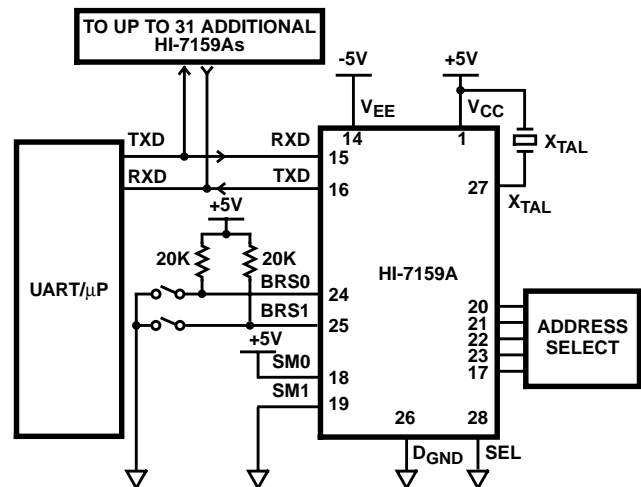 TO UP TO 31 ADDITIONAL
HI-7159As
-5V
+5V
VEE
VCC
14
1
TXD
RXD
15
XTAL
RXD
TXD
16
27
XTAL
+5V
20K
20K
UART/μP
HI-7159A
BRS0
24
BRS1
25
20
21
22
23
17
ADDRESS
SELECT
+5V
SM0
18
SM1
19
26
28
DGND
SEL